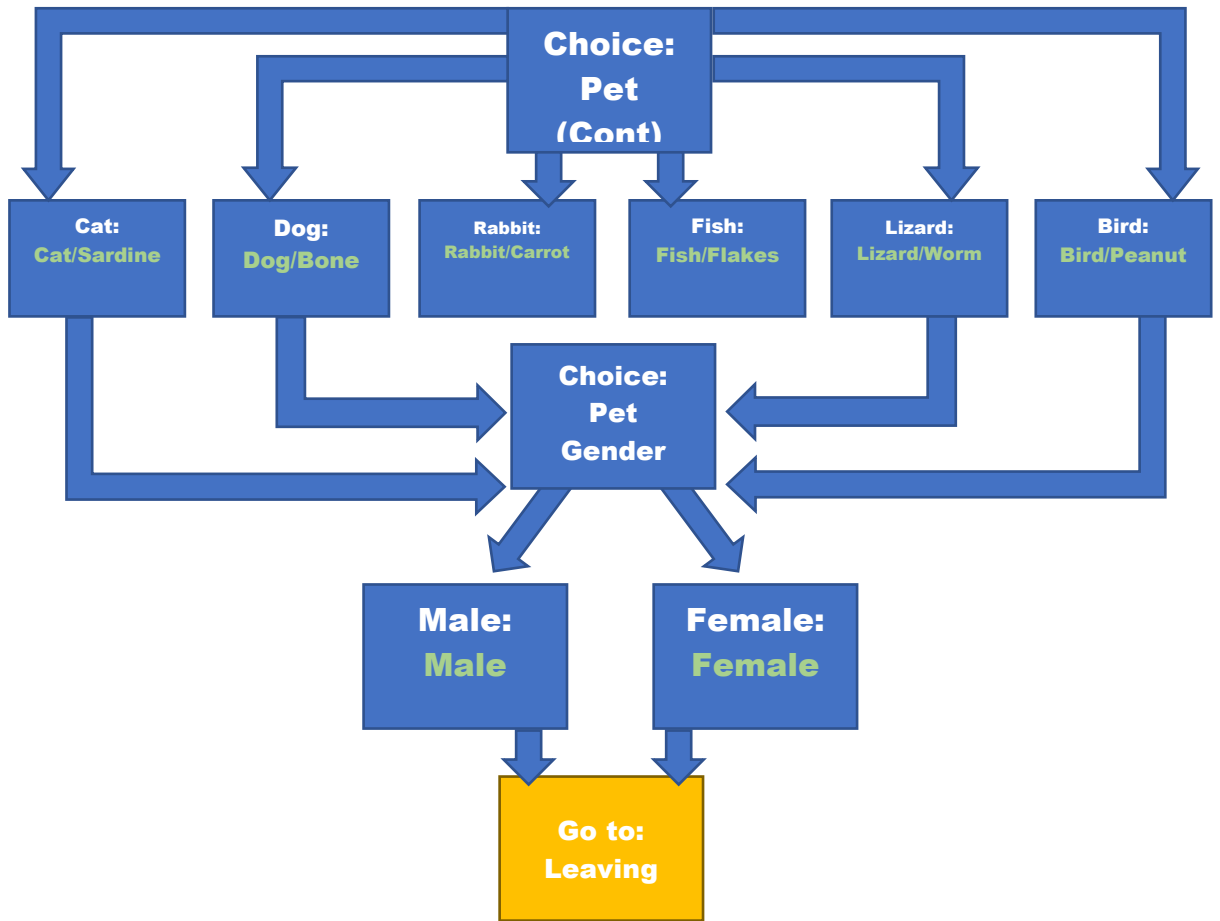 Choice:
Pet
(Cont)
Cat:
Cat/Sardine
Dog:
Dog/Bone
Rabbit:
Rabbit/Carrot
Fish:
Fish/Flakes
Lizard:
Lizard/Worm
Bird:
Bird/Peanut
Choice:
Pet
Gender
Male:
Male
Female:
Female
Go to:
Leaving